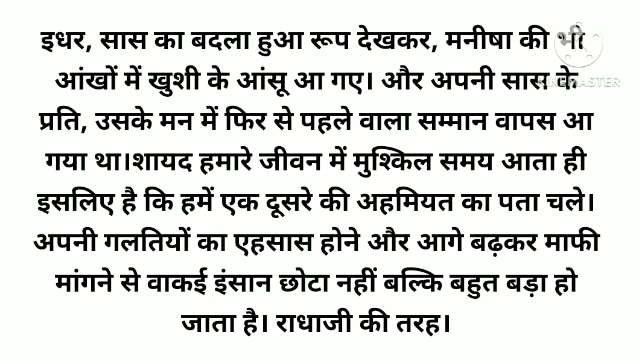 इधर, सास का बदला हुआ रूप देखकर, मनीषा की भी
आंखों में खुशी के आंसू आ गए। और अपनी सास के
प्रति, उसके मन में फिर से पहले वाला सम्मान वापस आ
गया था।शायद हमारे जीवन में मुश्किल समय आता ही
इसलिए है कि हमें एक दूसरे की अहमियत का पता चले।
अपनी गलतियों का एहसास होने और आगे बढ़कर माफी
मांगने से वाकई इंसान छोटा नहीं बल्कि बहुत बड़ा हो
जाता है। राधाजी की तरह।